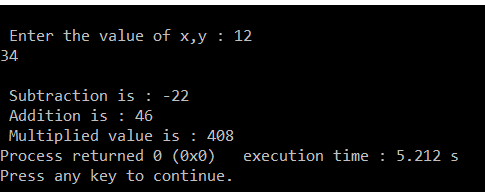 Enter the value of x,y : 12
34
Subtraction is : -22
Addition is : 46
Multiplied value is : 408
Process returned 0 (0x0)   execution time : 5.212 s
Press any key to continue.